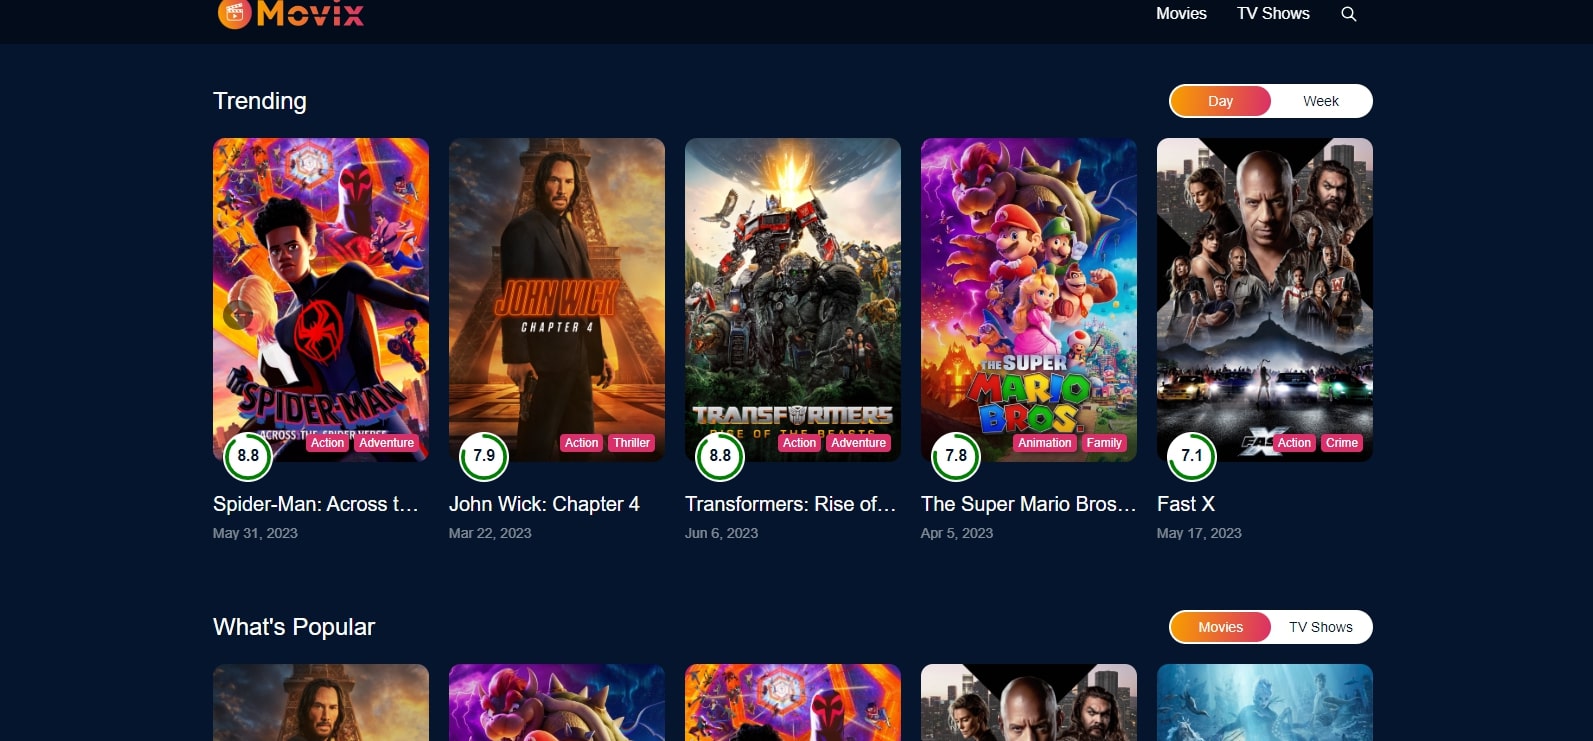 Movix
Movies
TV Shows
Trending
Day
Week
SPIDER-MAN
ACROSS THE SPIDER-VERSE
Action
Adventure
8.8
Spider-Man: Across t...
May 31, 2023
JOHN WICK
CHAPTER 4
Action
Thriller
7.9
John Wick: Chapter 4
Mar 22, 2023
TRANSFORMERS
RISE OF THE BEASTS
Action
Adventure
8.8
Transformers: Rise of...
Jun 6, 2023
THE SUPER
MARIO
BROS.
Animation
Family
7.8
The Super Mario Bros...
Apr 5, 2023
FAST X
Action
Crime
7.1
Fast X
May 17, 2023
What's Popular
Movies
TV Shows